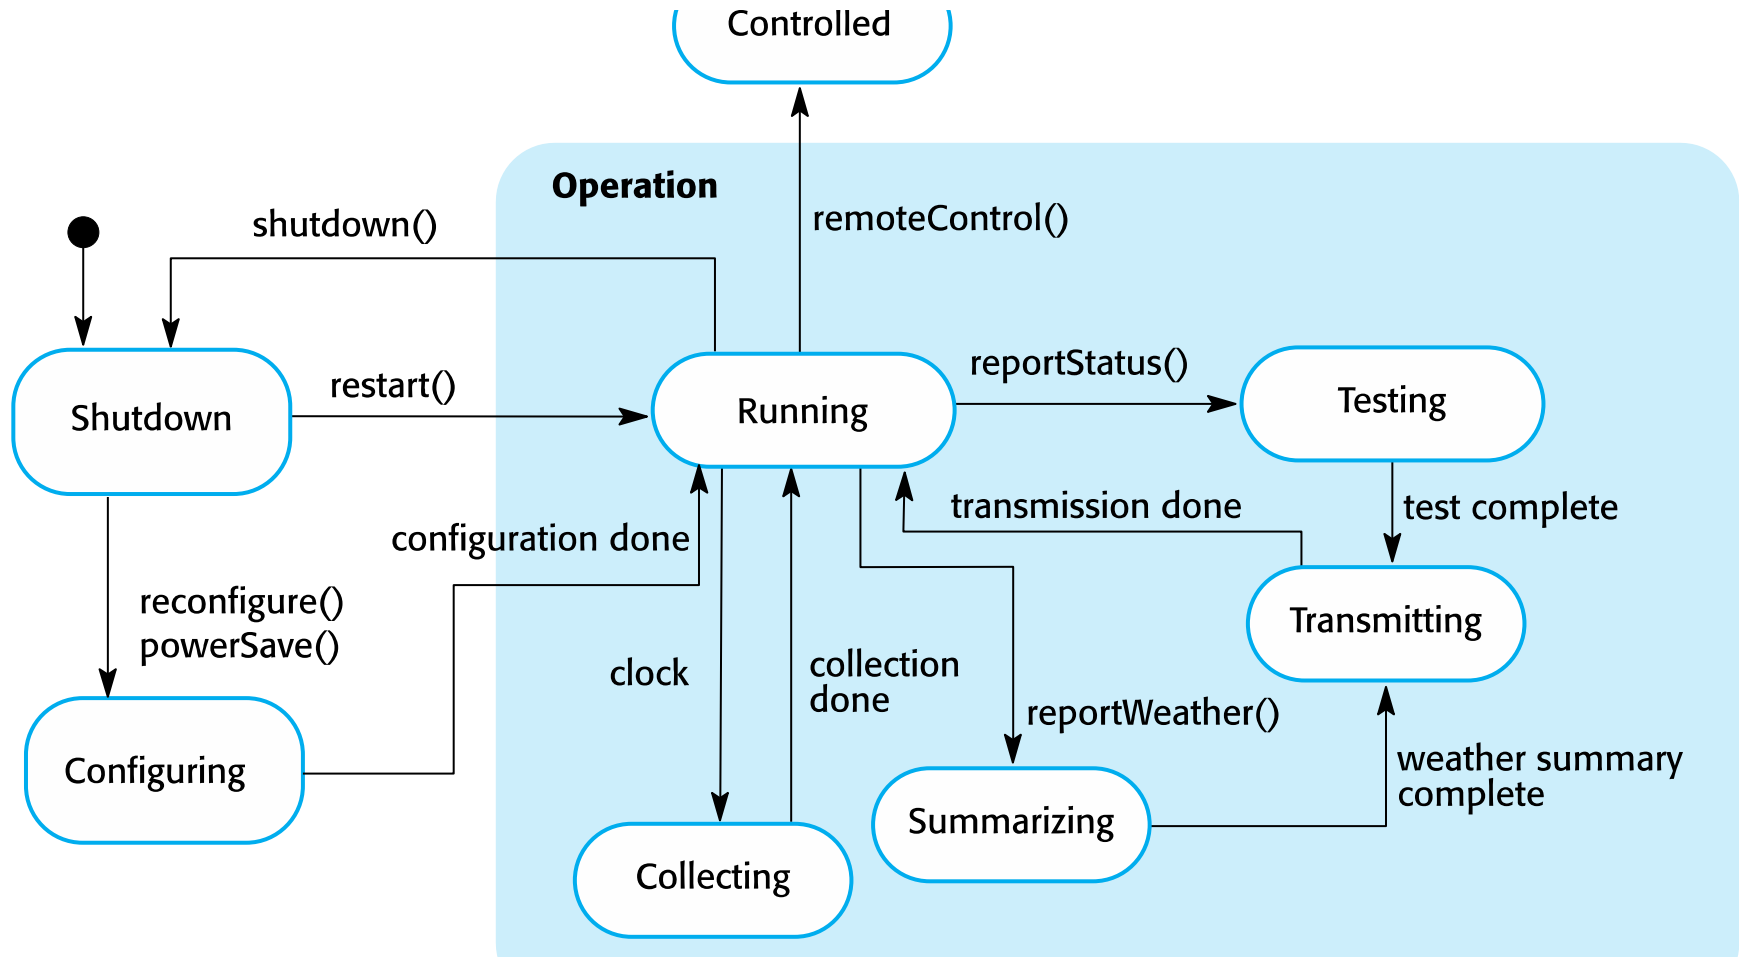 Controlled
Operation
shutdown()
remoteControl()
restart()
reportStatus()
Testing
Shutdown
Running
transmission done
test complete
configuration done
reconfigure()
powerSave()
Transmitting
clock
collection
done
reportWeather()
Configuring
weather summary
complete
Summarizing
Collecting